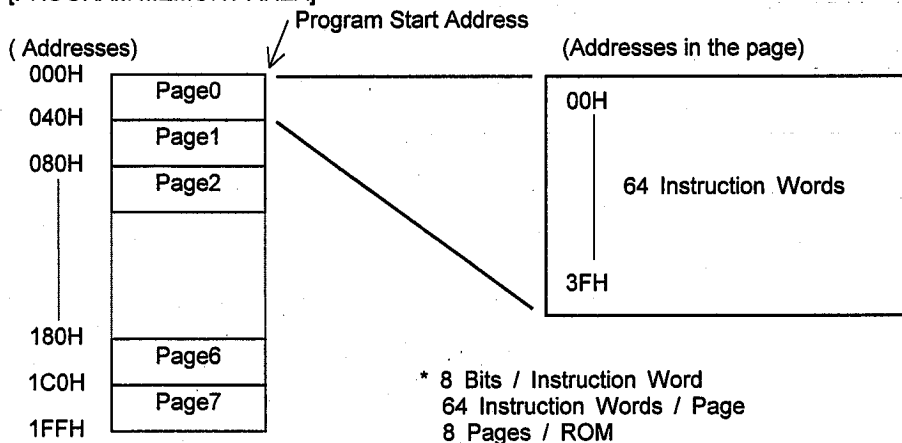 Program Start Address
( Addresses)
(Addresses in the page)
000H
Page0
00H
040H
Page1
080H
Page2
64 Instruction Words
3FH
180H
Page6
1C0H
Page7
1FFH
* 8 Bits / Instruction Word
64 Instruction Words / Page
8 Pages / ROM